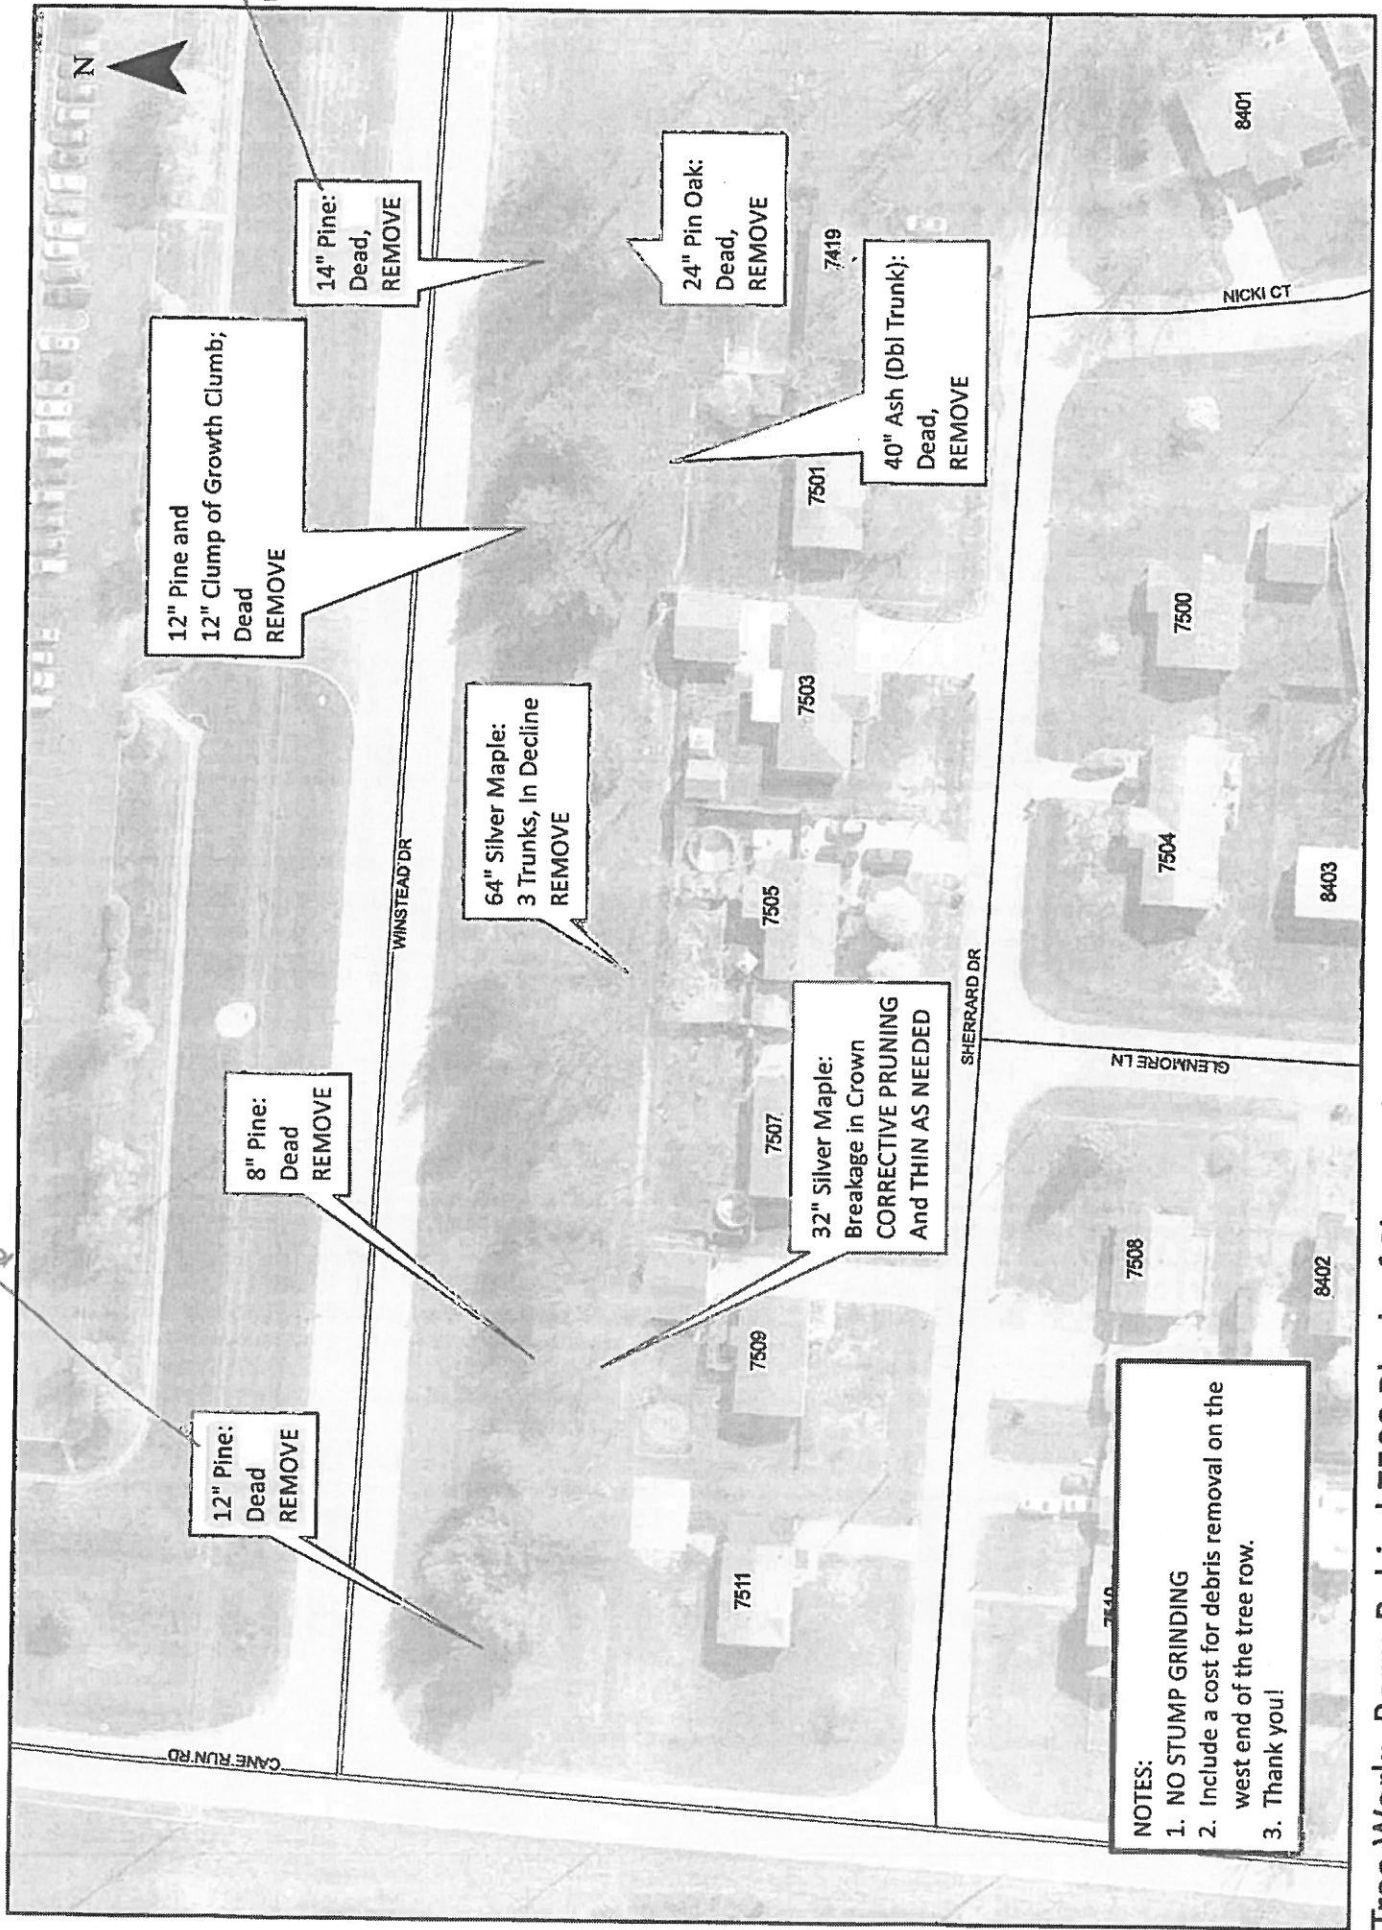 N
14" Pine:
Dead,
REMOVE
12" Pine and
12" Clump of Growth Clumb;
Dead
REMOVE
24" Pin Oak:
Dead,
REMOVE
40" Ash (Dbl Trunk):
Dead,
REMOVE
64" Silver Maple:
3 Trunks, In Decline
REMOVE
8" Pine:
Dead
REMOVE
12" Pine:
Dead
REMOVE
32" Silver Maple:
Breakage in Crown
CORRECTIVE PRUNING
And THIN AS NEEDED
WINSTEAD DR
CANE RUN RD
SHERRARD DR
GLENMORE LN
NICKI CT
7511
7509
7507
7505
7503
7501
7419
7508
7504
7500
8401
8402
8403
NOTES:
1. NO STUMP GRINDING
2. Include a cost for debris removal on the
west end of the tree row.
3. Thank you!